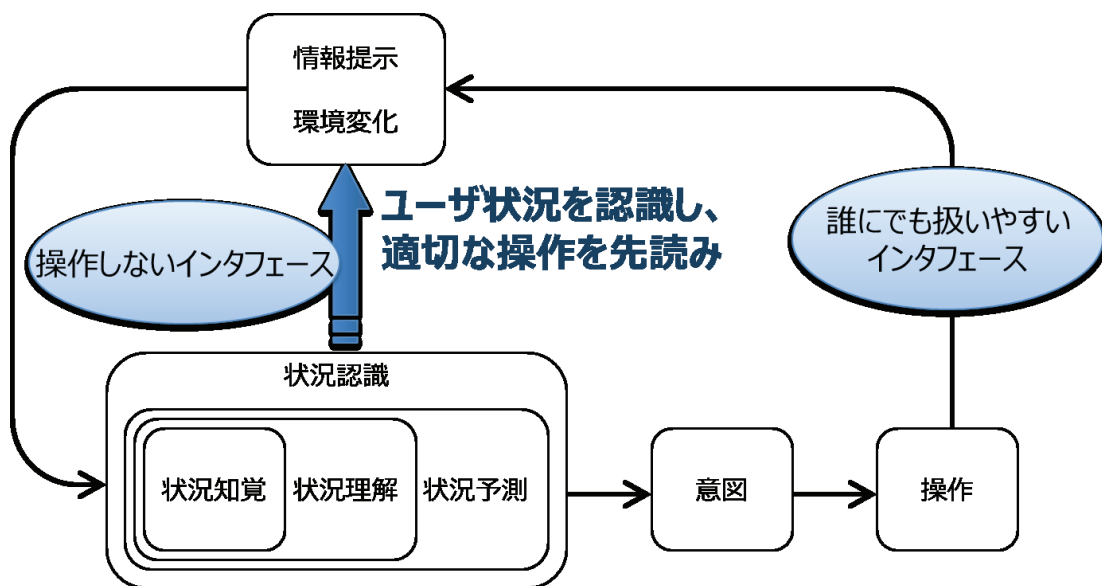 情報提示
環境変化
ユーザ状況を認識し、
適切な操作を先読み
操作しないインタフェース
誰にでも扱いやすい
インタフェース
状況認識
状況知覚
状況理解
状況予測
意図
操作